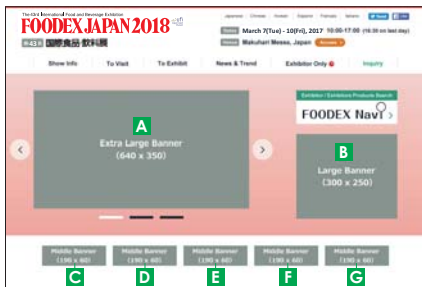 The 43rd International Food and Beverage Exhibition
FOODEX JAPAN 2018
第43回 国際食品・飲料展
Japanese Chinese Korean Espanol Francais Italiano Tweet
March 7(Tue) - 10(Fri), 2017 10:00-17:00 (16:30 on last day)
Makuhari Messe, Japan Access
Show Info To Visit To Exhibit News & Trend Exhibitor Only Inquiry
Exhibitor / Exhibitors Products Search
FOODEX Navi
A
Extra Large Banner
(640 x 350)
B
Large Banner
(300 x 250)
Middle Banner
(190 x 60)
C
Middle Banner
(190 x 60)
D
Middle Banner
(190 x 60)
E
Middle Banner
(190 x 60)
F
Middle Banner
(190 x 60)
G